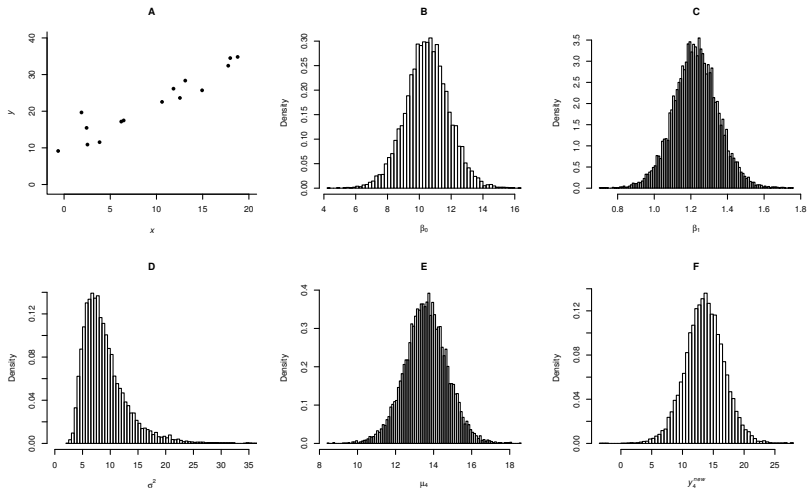 A
y
0 10 20 30 40
0 5 10 15 20
x
B
Density
0.00 0.05 0.10 0.15 0.20 0.25 0.30
4 6 8 10 12 14 16
β0
C
Density
0.0 0.5 1.0 1.5 2.0 2.5 3.0 3.5
0.8 1.0 1.2 1.4 1.6 1.8
β1
D
Density
0.00 0.04 0.08 0.12
0 5 10 15 20 25 30 35
σ²
E
Density
0.0 0.1 0.2 0.3 0.4
8 10 12 14 16 18
μ4
F
Density
0.00 0.04 0.08 0.12
0 5 10 15 20 25
y4^new